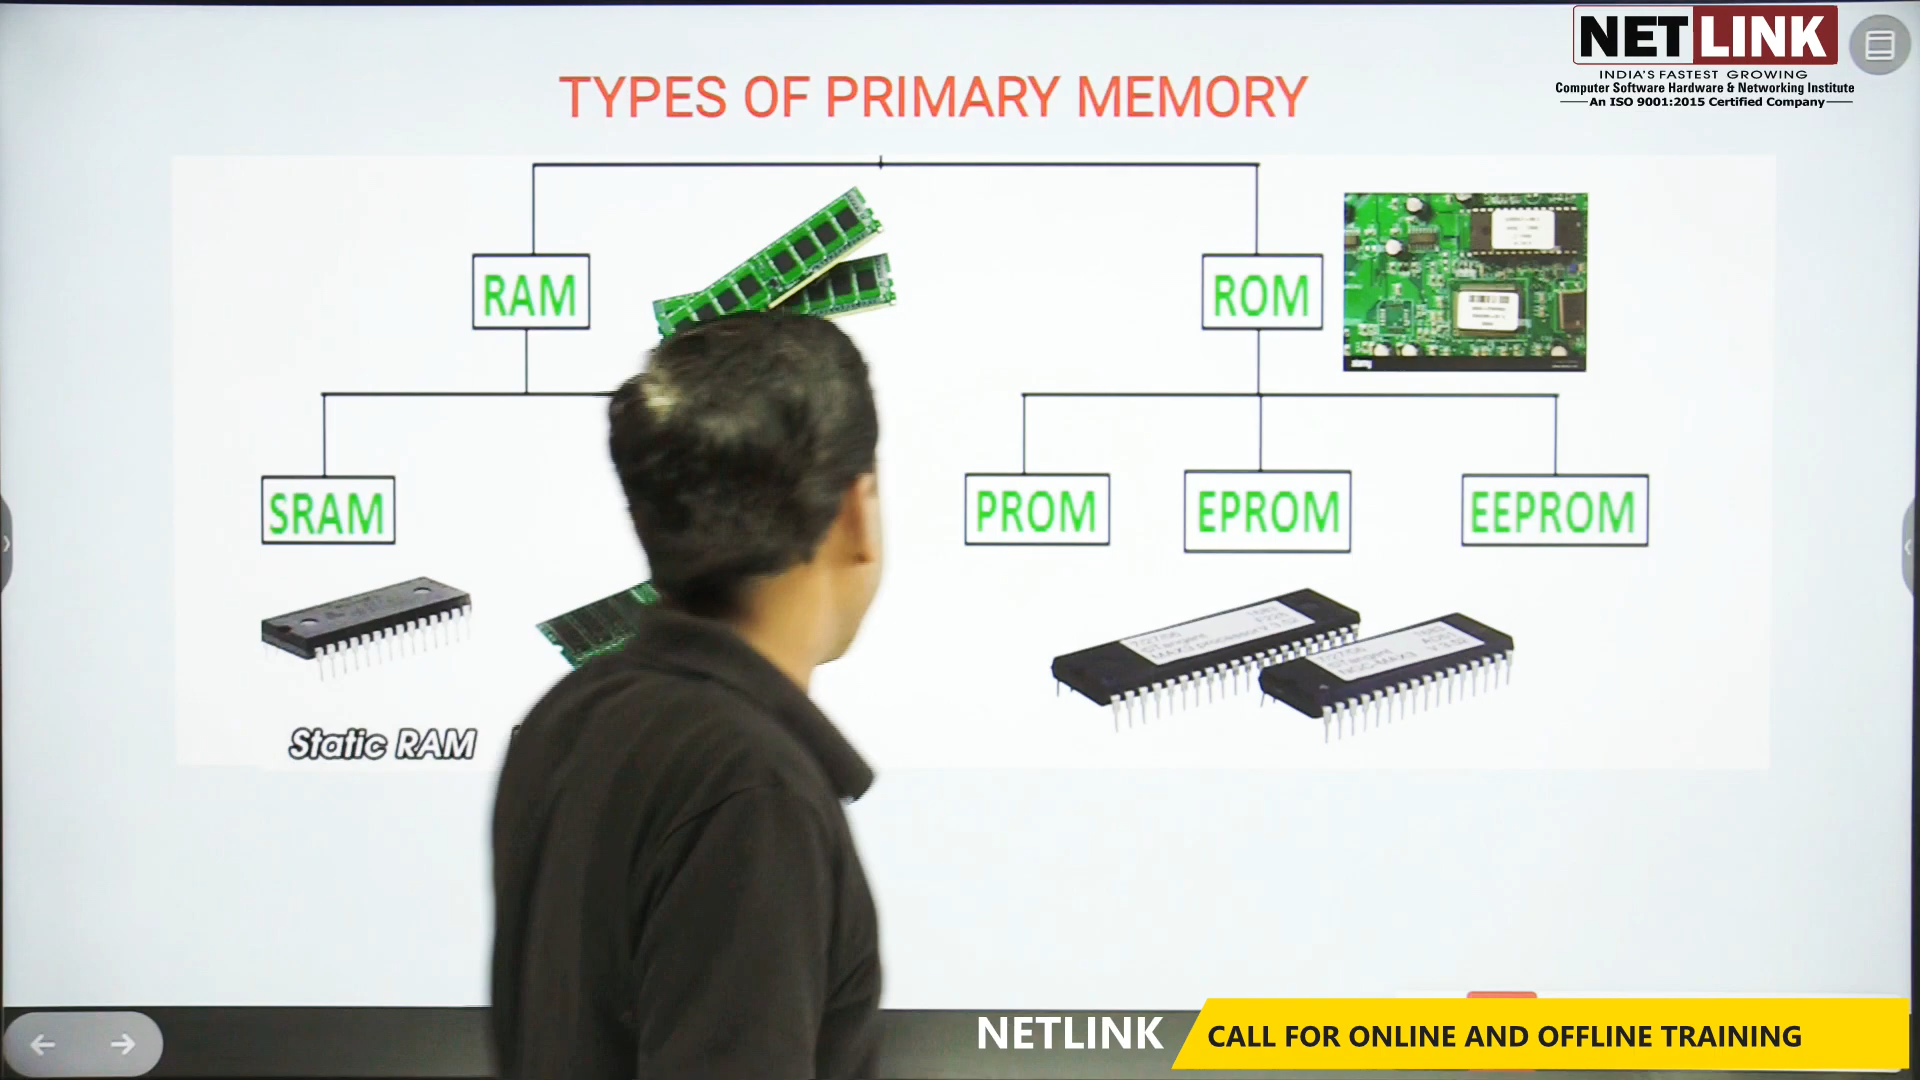 NETLINK
INDIA'S FASTEST GROWING
Computer Software Hardware & Networking Institute
An ISO 9001:2015 Certified Company
TYPES OF PRIMARY MEMORY
RAM
ROM
SRAM
PROM
EPROM
EEPROM
Static RAM
NETLINK
CALL FOR ONLINE AND OFFLINE TRAINING